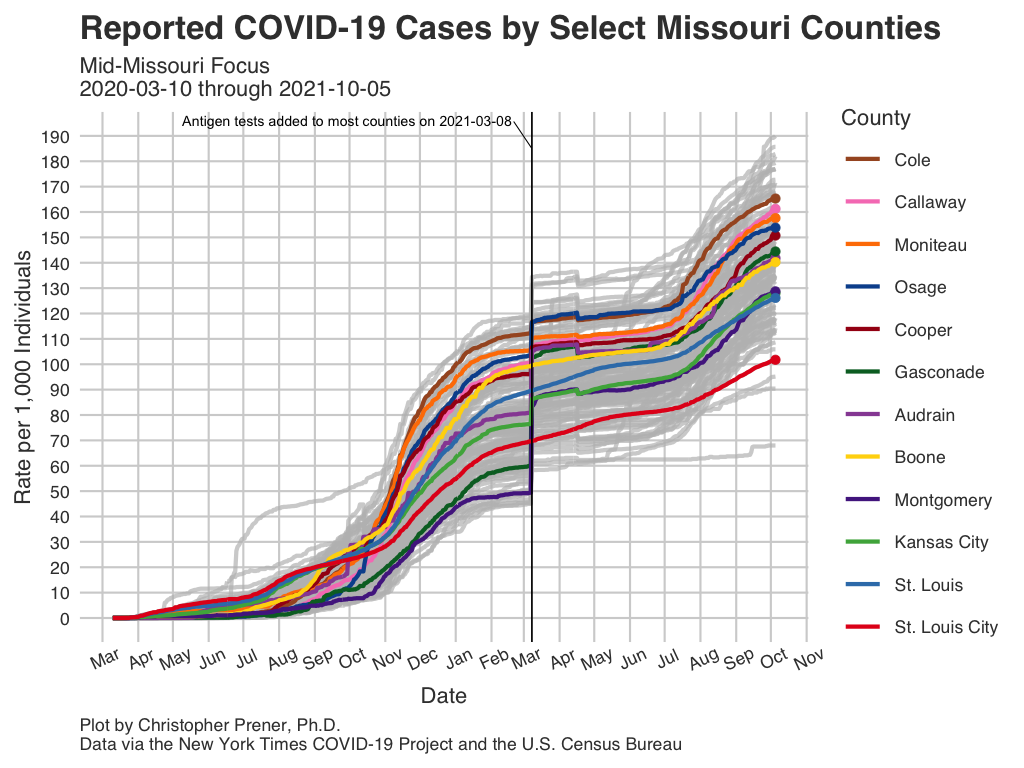 Reported COVID-19 Cases by Select Missouri Counties
Mid-Missouri Focus
2020-03-10 through 2021-10-05
Antigen tests added to most counties on 2021-03-08
Rate per 1,000 Individuals
190
180
170
160
150
140
130
120
110
100
90
80
70
60
50
40
30
20
10
0
Mar Apr May Jun Jul Aug Sep Oct Nov Dec Jan Feb Mar Apr May Jun Jul Aug Sep Oct Nov
Date
County
Cole
Callaway
Moniteau
Osage
Cooper
Gasconade
Audrain
Boone
Montgomery
Kansas City
St. Louis
St. Louis City
Plot by Christopher Prener, Ph.D.
Data via the New York Times COVID-19 Project and the U.S. Census Bureau